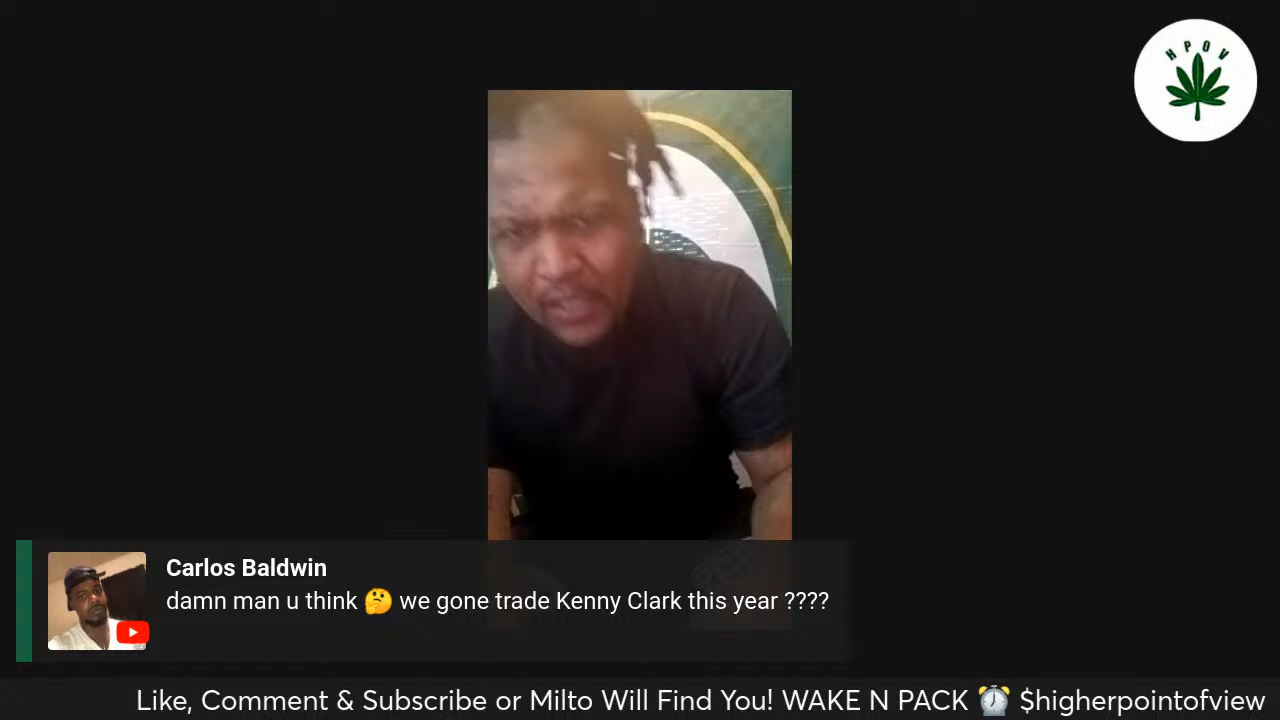 HPOV
Carlos Baldwin
damn man u think 🤔 we gone trade Kenny Clark this year ????
Like, Comment & Subscribe or Milto Will Find You! WAKE N PACK ⏰ $higherpointofview